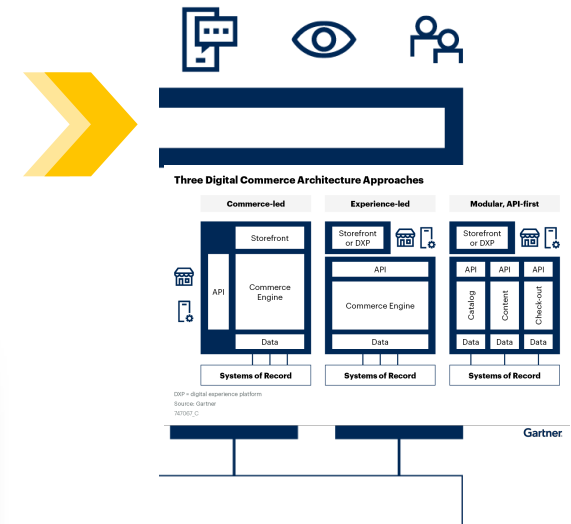 Three Digital Commerce Architecture Approaches
Commerce-led
Experience-led
Modular, API-first
Storefront
API
Commerce
Engine
Data
Systems of Record
Storefront
or DXP
API
Commerce Engine
Data
Systems of Record
Storefront
or DXP
API API API
Catalog
Content
Check-out
Data Data Data
Systems of Record
DXP = digital experience platform
Source: Gartner
747067_C
Gartner